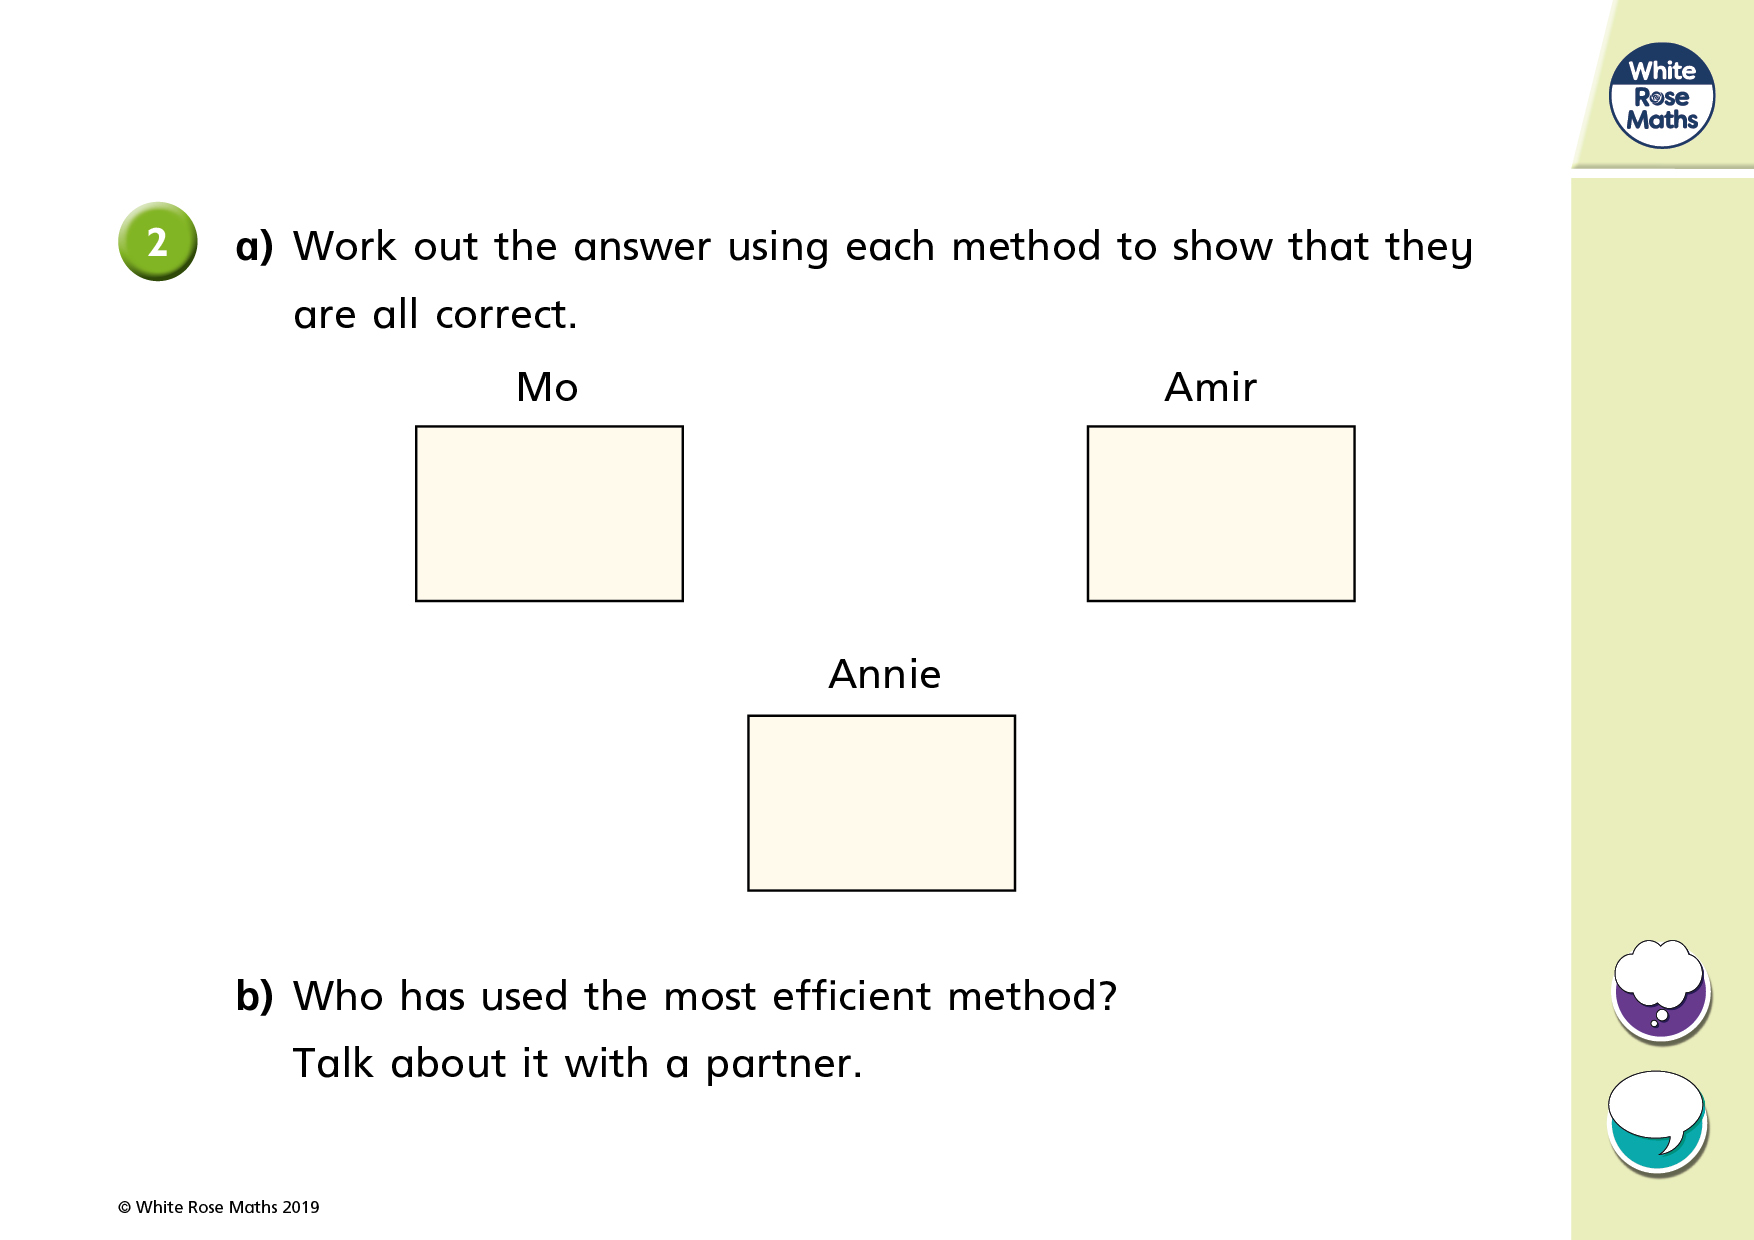 White
Rose
Maths
2 a) Work out the answer using each method to show that they
are all correct.
Mo Amir
Annie
b) Who has used the most efficient method?
Talk about it with a partner.
© White Rose Maths 2019